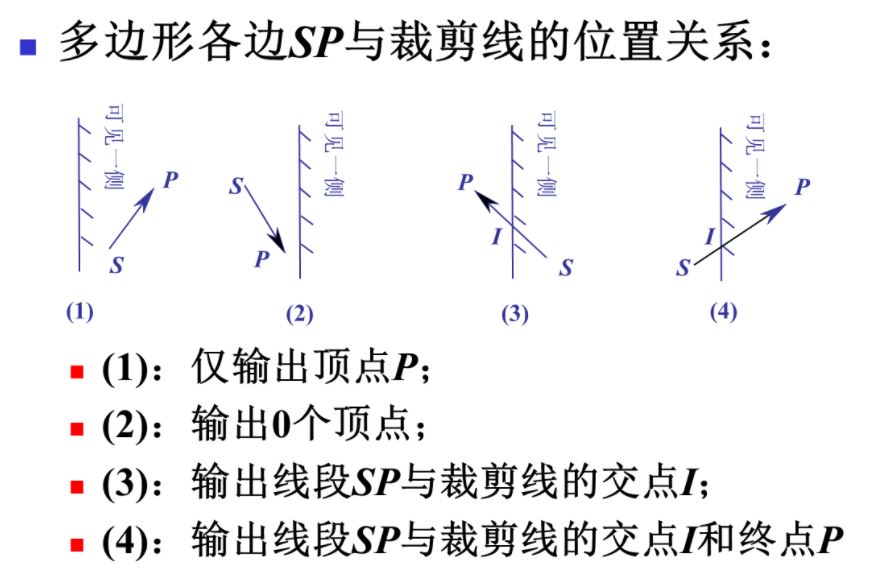 多边形各边SP与裁剪线的位置关系：
可见一侧
P
S
(1)
可见一侧
S
P
(2)
可见一侧
P
I
S
(3)
可见一侧
P
I
S
(4)
(1)：仅输出顶点P；
(2)：输出0个顶点；
(3)：输出线段SP与裁剪线的交点I；
(4)：输出线段SP与裁剪线的交点I和终点P